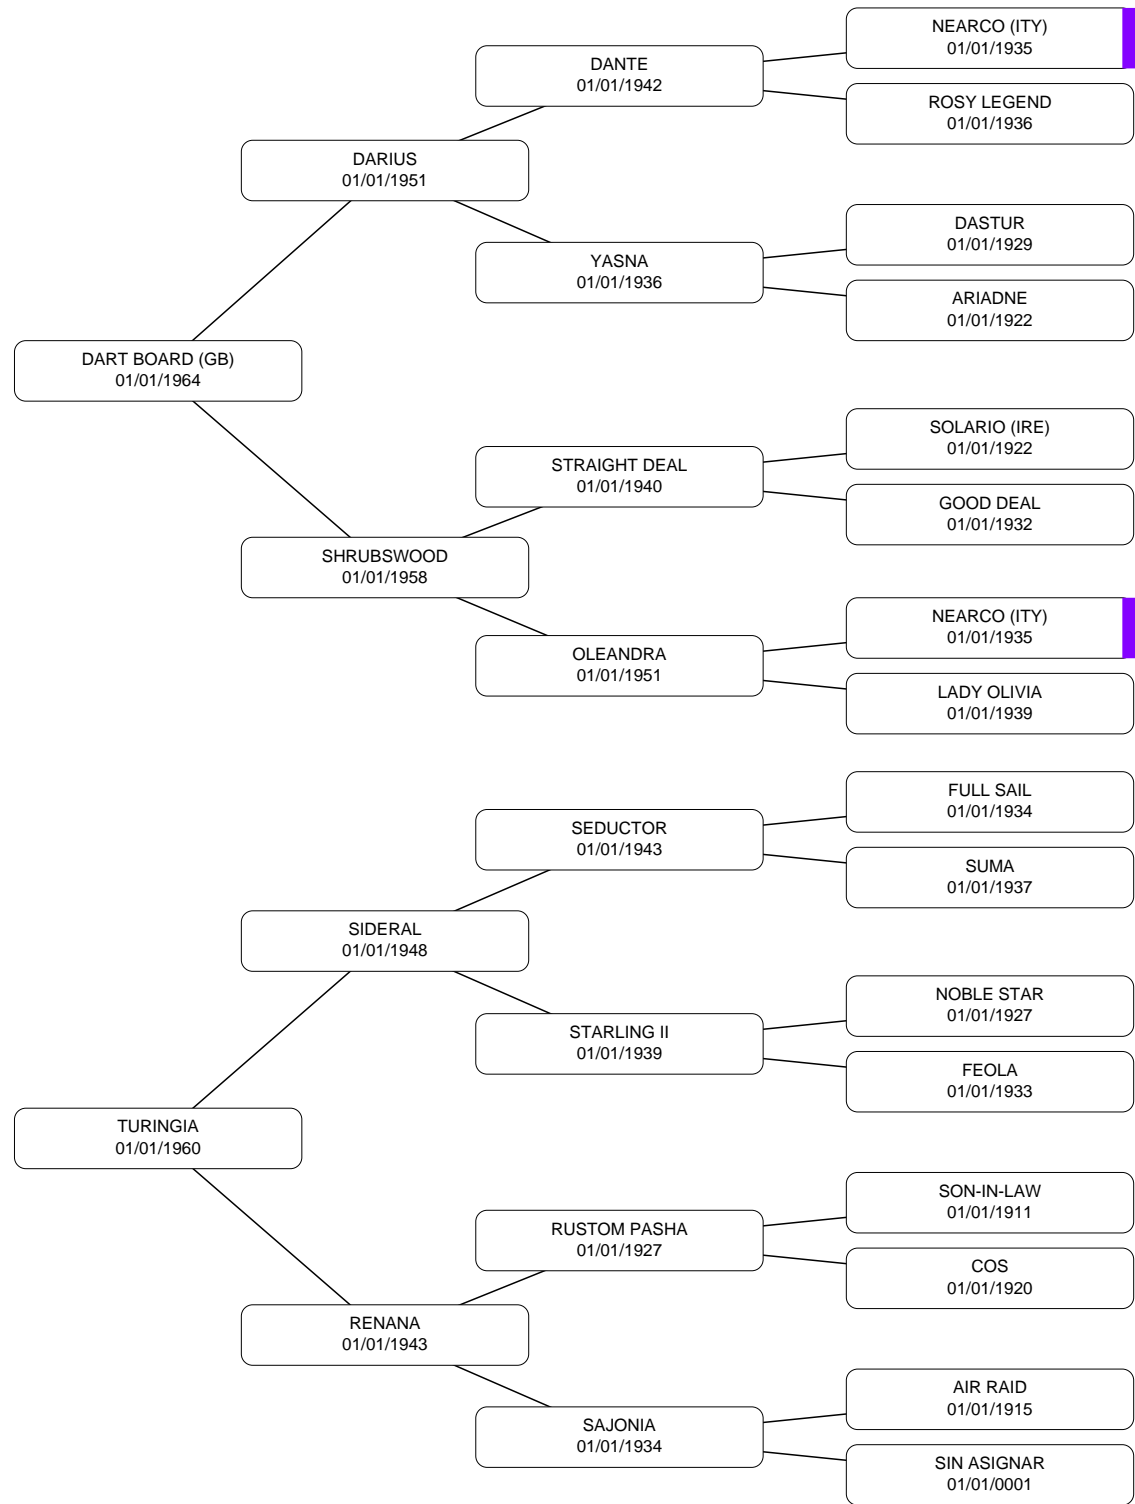 NEARCO (ITY)
01/01/1935
DANTE
01/01/1942
ROSY LEGEND
01/01/1936
DARIUS
01/01/1951
DASTUR
01/01/1929
YASNA
01/01/1936
ARIADNE
01/01/1922
DART BOARD (GB)
01/01/1964
SOLARIO (IRE)
01/01/1922
STRAIGHT DEAL
01/01/1940
GOOD DEAL
01/01/1932
SHRUBSWOOD
01/01/1958
NEARCO (ITY)
01/01/1935
OLEANDRA
01/01/1951
LADY OLIVIA
01/01/1939
FULL SAIL
01/01/1934
SEDUCTOR
01/01/1943
SUMA
01/01/1937
SIDERAL
01/01/1948
NOBLE STAR
01/01/1927
STARLING II
01/01/1939
FEOLA
01/01/1933
TURINGIA
01/01/1960
SON-IN-LAW
01/01/1911
RUSTOM PASHA
01/01/1927
COS
01/01/1920
RENANA
01/01/1943
AIR RAID
01/01/1915
SAJONIA
01/01/1934
SIN ASIGNAR
01/01/0001